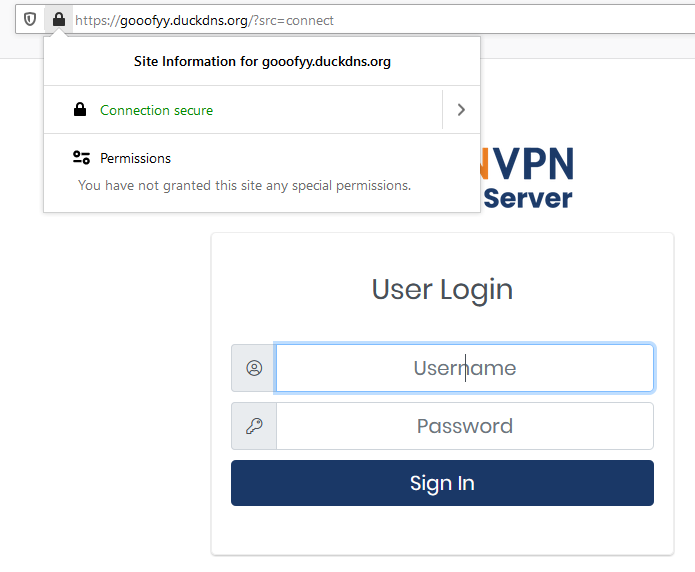 https://gooofyy.duckdns.org/?src=connect
Site Information for gooofyy.duckdns.org
Connection secure
Permissions
You have not granted this site any special permissions.
NVPN
Server
User Login
Username
Password
Sign In